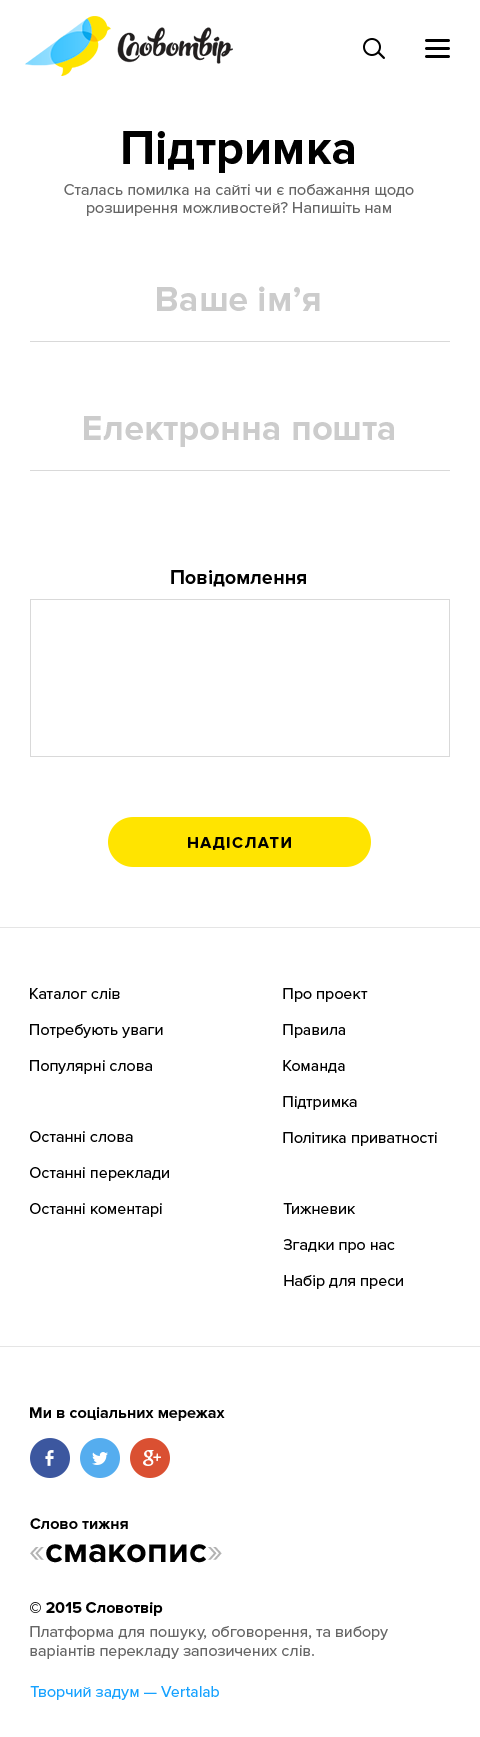 Словотвір
Підтримка
Сталась помилка на сайті чи є побажання щодо
розширення можливостей? Напишіть нам
Ваше ім’я
Електронна пошта
Повідомлення
НАДІСЛАТИ
Каталог слів
Потребують уваги
Популярні слова
Останні слова
Останні переклади
Останні коментарі
Про проект
Правила
Команда
Підтримка
Політика приватності
Тижневик
Згадки про нас
Набір для преси
Ми в соціальних мережах
f
g+
Слово тижня
«смакопис»
© 2015 Словотвір
Платформа для пошуку, обговорення, та вибору
варіантів перекладу запозичених слів.
Творчий задум — Vertalab